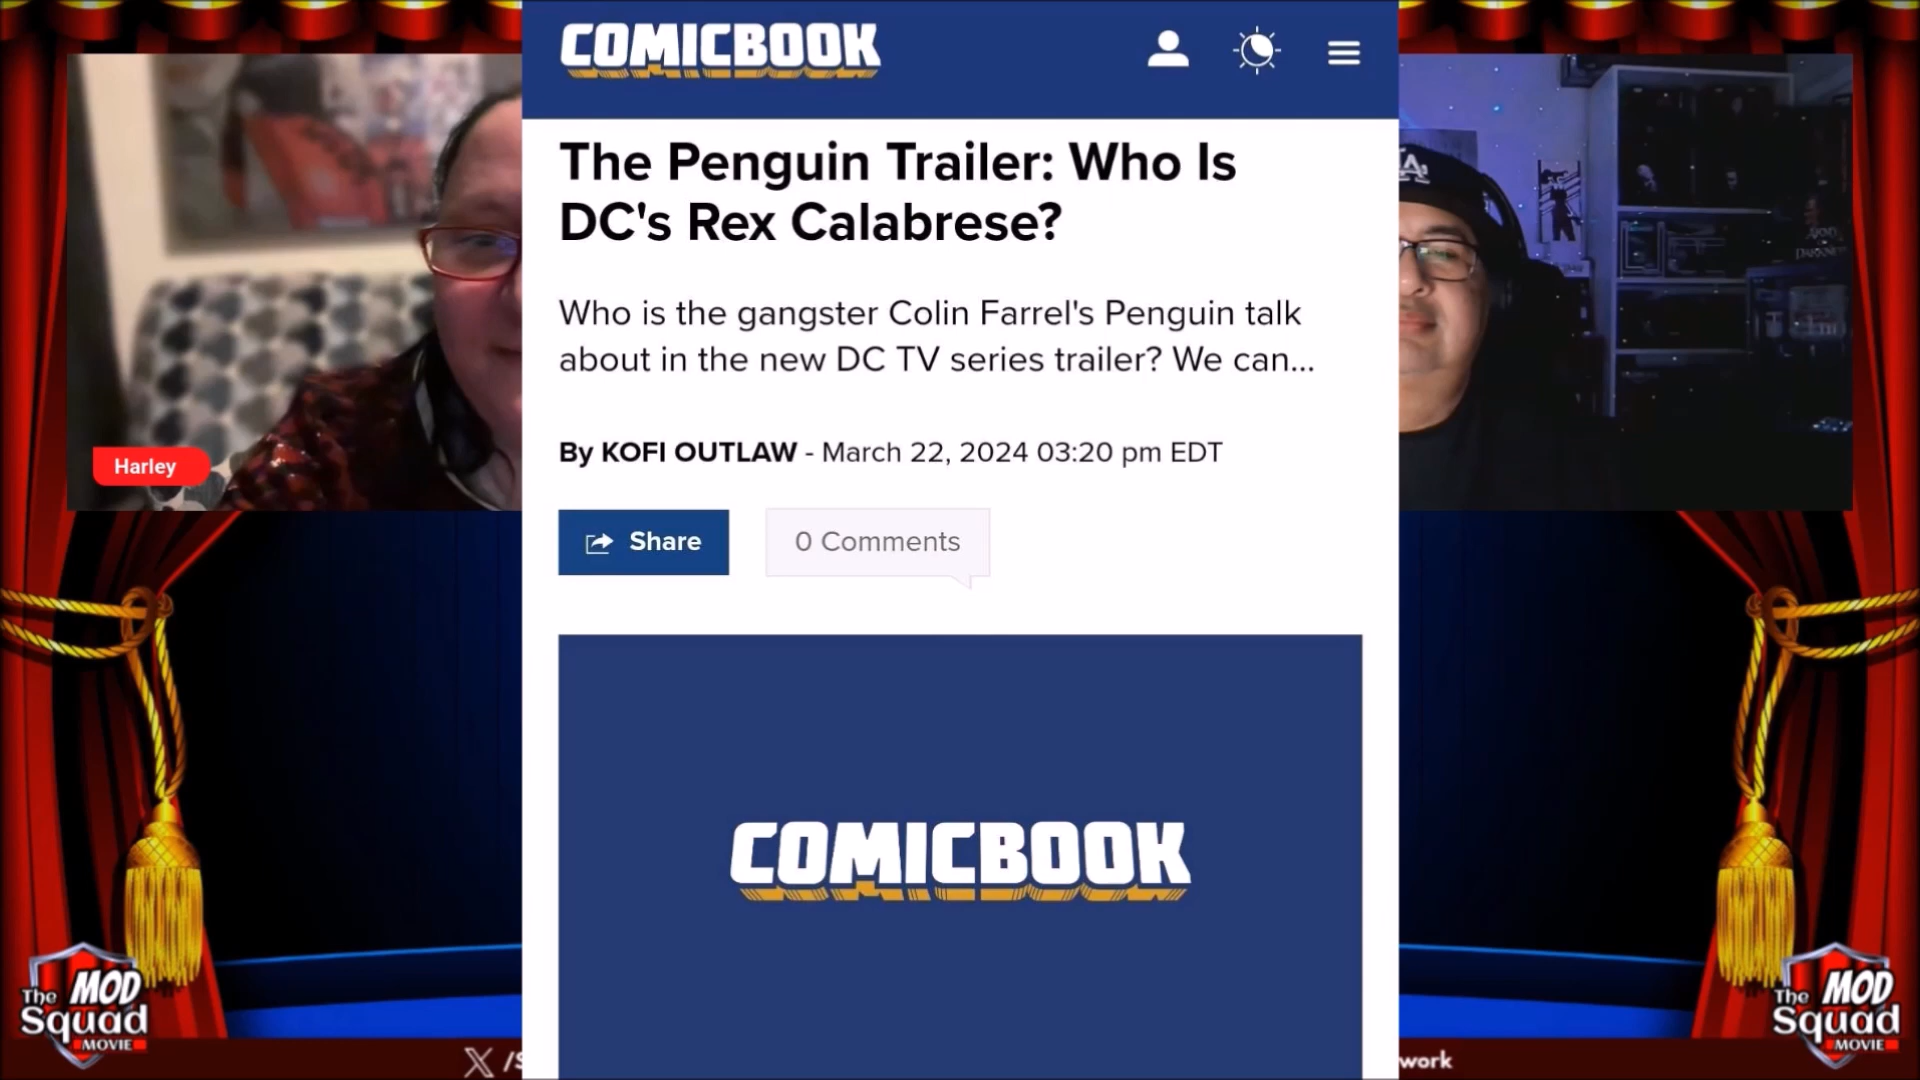 COMICBOOK
The Penguin Trailer: Who Is
DC's Rex Calabrese?
Who is the gangster Colin Farrel's Penguin talk
about in the new DC TV series trailer? We can...
By KOFI OUTLAW - March 22, 2024 03:20 pm EDT
Share
0 Comments
COMICBOOK
Harley
LA
The MOD
Squad
MOVIE
The MOD
Squad
MOVIE
X /S
work